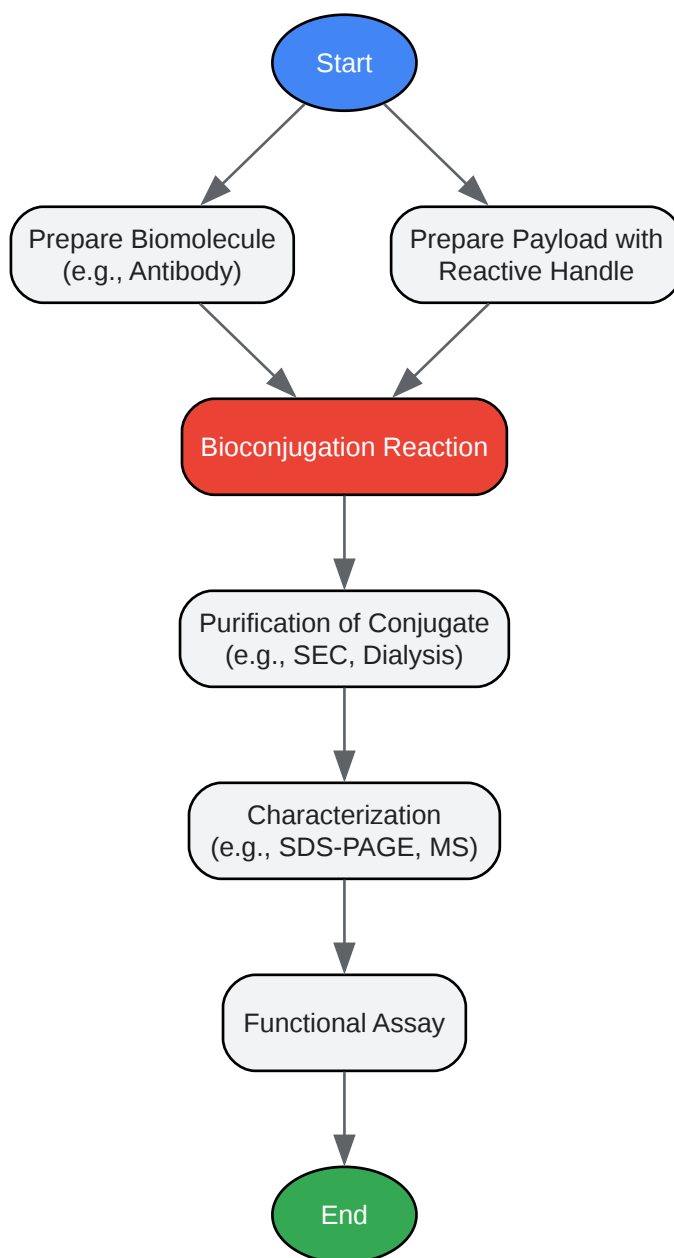 Start
Prepare Biomolecule
(e.g., Antibody)
Prepare Payload with
Reactive Handle
Bioconjugation Reaction
Purification of Conjugate
(e.g., SEC, Dialysis)
Characterization
(e.g., SDS-PAGE, MS)
Functional Assay
End